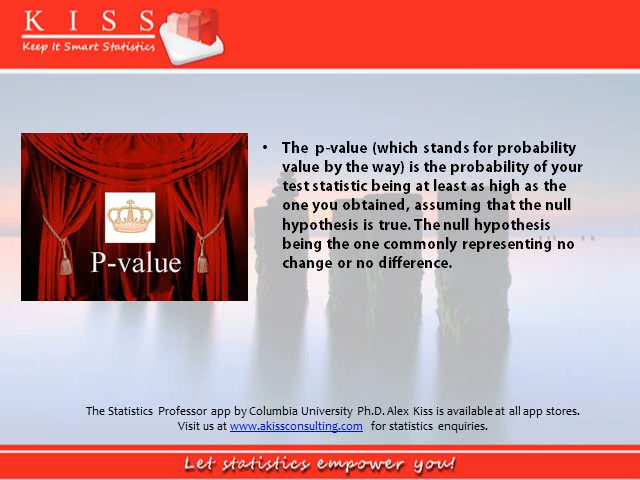 K I S S
Keep It Smart Statistics
P-value
• The p-value (which stands for probability
value by the way) is the probability of your
test statistic being at least as high as the
one you obtained, assuming that the null
hypothesis is true. The null hypothesis
being the one commonly representing no
change or no difference.
The Statistics Professor app by Columbia University Ph.D. Alex Kiss is available at all app stores.
Visit us at www.akissconsulting.com for statistics enquiries.
Let statistics empower you!